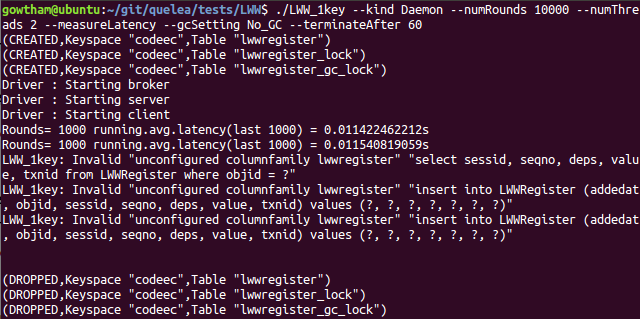 gowtham@ubuntu:~/git/quelea/tests/LWW$ ./LWW_1key --kind Daemon --numRounds 10000 --numThre
ads 2 --measureLatency --gcSetting No_GC --terminateAfter 60
(CREATED,Keyspace "codeec",Table "lwwregister")
(CREATED,Keyspace "codeec",Table "lwwregister_lock")
(CREATED,Keyspace "codeec",Table "lwwregister_gc_lock")
Driver : Starting broker
Driver : Starting server
Driver : Starting client
Rounds= 1000 running.avg.latency(last 1000) = 0.011422462212s
Rounds= 1000 running.avg.latency(last 1000) = 0.011540819059s
LWW_1key: Invalid "unconfigured columnfamily lwwregister" "select sessid, seqno, deps, valu
e, txnid from LWWRegister where objid = ?"
LWW_1key: Invalid "unconfigured columnfamily lwwregister" "insert into LWWRegister (addedat
, objid, sessid, seqno, deps, value, txnid) values (?, ?, ?, ?, ?, ?, ?)"
LWW_1key: Invalid "unconfigured columnfamily lwwregister" "insert into LWWRegister (addedat
, objid, sessid, seqno, deps, value, txnid) values (?, ?, ?, ?, ?, ?, ?)"
(DROPPED,Keyspace "codeec",Table "lwwregister")
(DROPPED,Keyspace "codeec",Table "lwwregister_lock")
(DROPPED,Keyspace "codeec",Table "lwwregister_gc_lock")